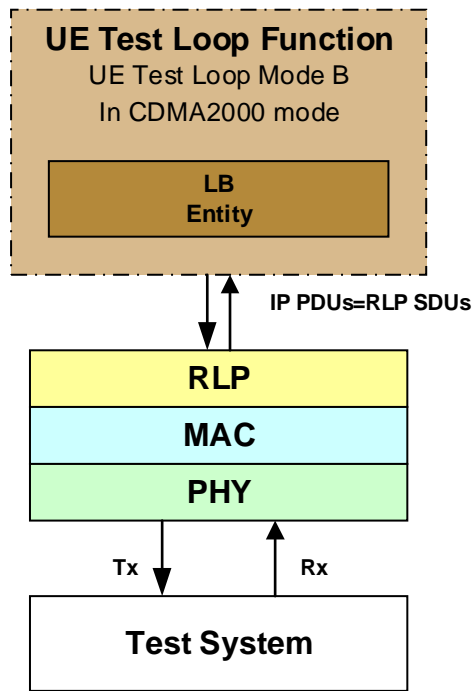 UE Test Loop Function
UE Test Loop Mode B
In CDMA2000 mode
LB
Entity
IP PDUs=RLP SDUs
RLP
MAC
PHY
Tx
Rx
Test System